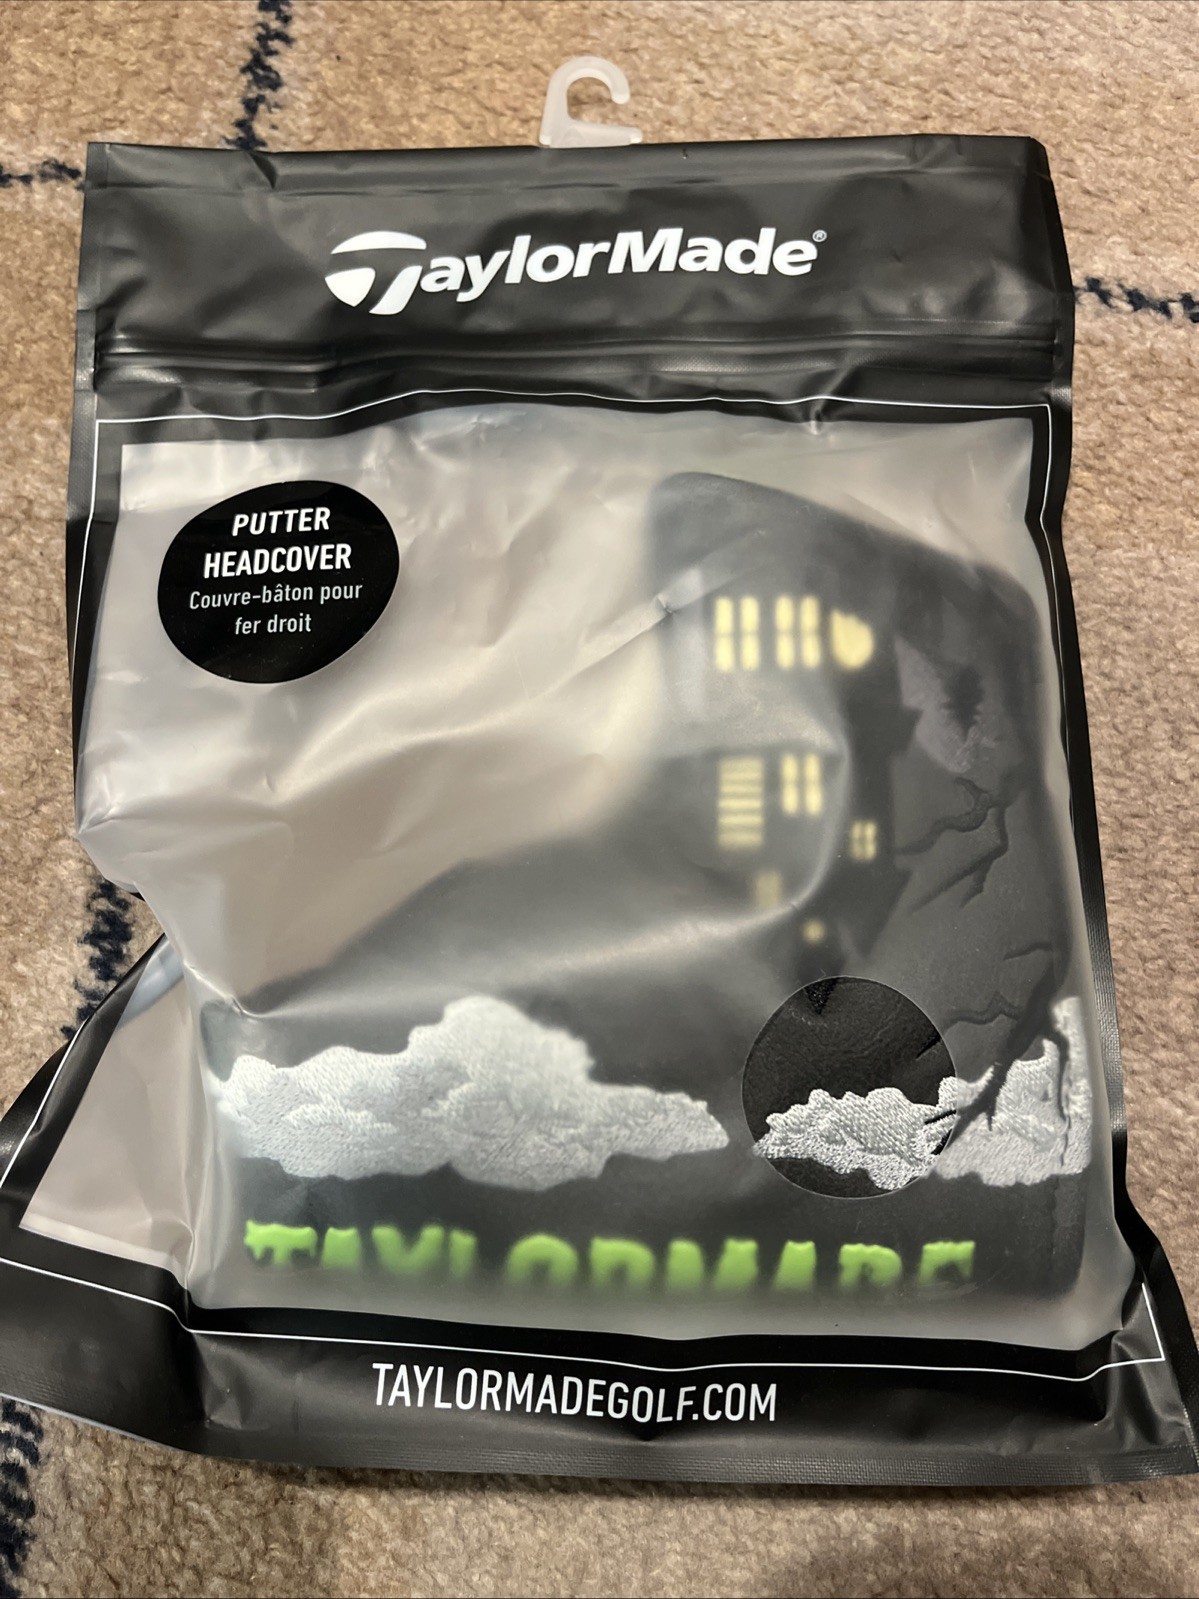 TaylorMade®
PUTTER
HEADCOVER
Couvre-bâton pour
fer droit
TAYLORMADE
TAYLORMADEGOLF.COM